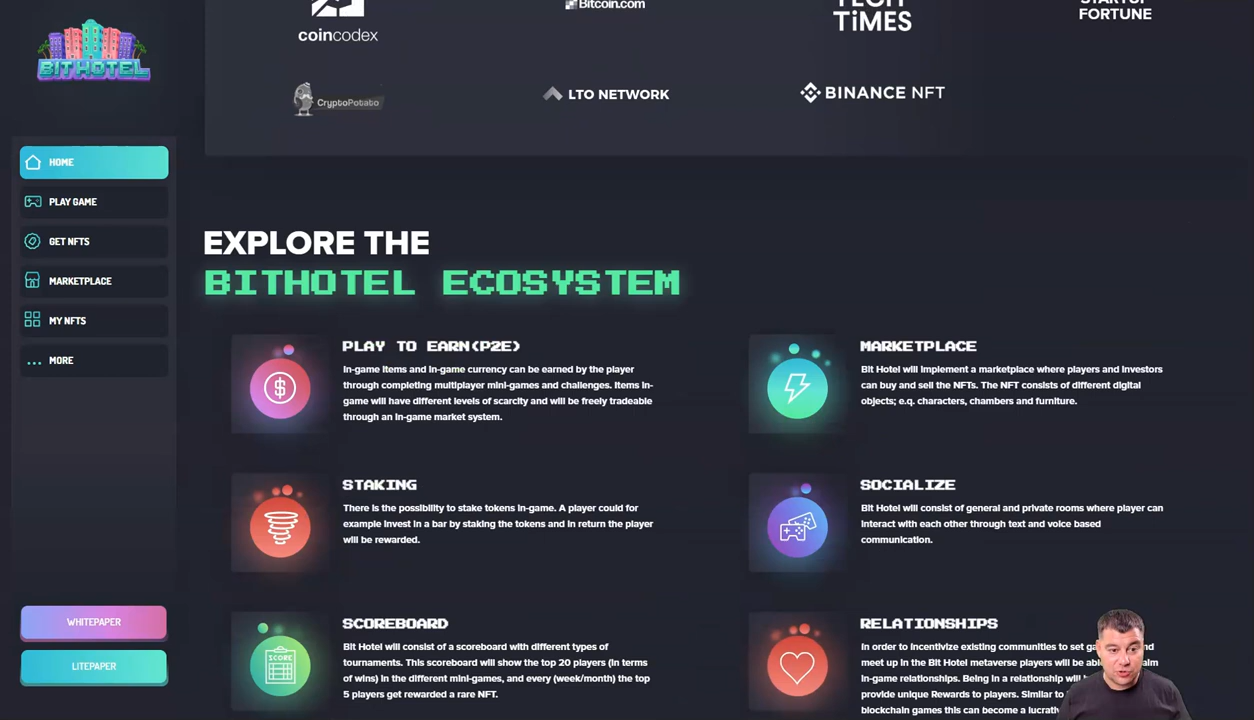 BIT HOTEL
HOME
PLAY GAME
GET NFTS
MARKETPLACE
MY NFTS
MORE
WHITEPAPER
LITEPAPER
coincodex
Bitcoin.com
TECH
TiMES
STARTUP
FORTUNE
CryptoPotato
LTO NETWORK
BINANCE NFT
EXPLORE THE
BITHOTEL ECOSYSTEM
PLAY TO EARN(P2E)
In-game items and in-game currency can be earned by the player
through completing multiplayer mini-games and challenges. Items in-
game will have different levels of scarcity and will be freely tradeable
through an in-game market system.
MARKETPLACE
Bit Hotel will implement a marketplace where players and investors
can buy and sell the NFTs. The NFT consists of different digital
objects; e.q. characters, chambers and furniture.
STAKING
There is the possibility to stake tokens in-game. A player could for
example invest in a bar by staking the tokens and in return the player
will be rewarded.
SOCIALIZE
Bit Hotel will consist of general and private rooms where player can
interact with each other through text and voice based
communication.
SCOREBOARD
Bit Hotel will consist of a scoreboard with different types of
tournaments. This scoreboard will show the top 20 players (in terms
of wins) in the different mini-games, and every (week/month) the top
5 players get rewarded a rare NFT.
SCORE
RELATIONSHIPS
In order to incentivize existing communities to set
meet up in the Bit Hotel metaverse players will be
in-game relationships. Being in a relationship will
provide unique Rewards to players. Similar to
blockchain games this can become a